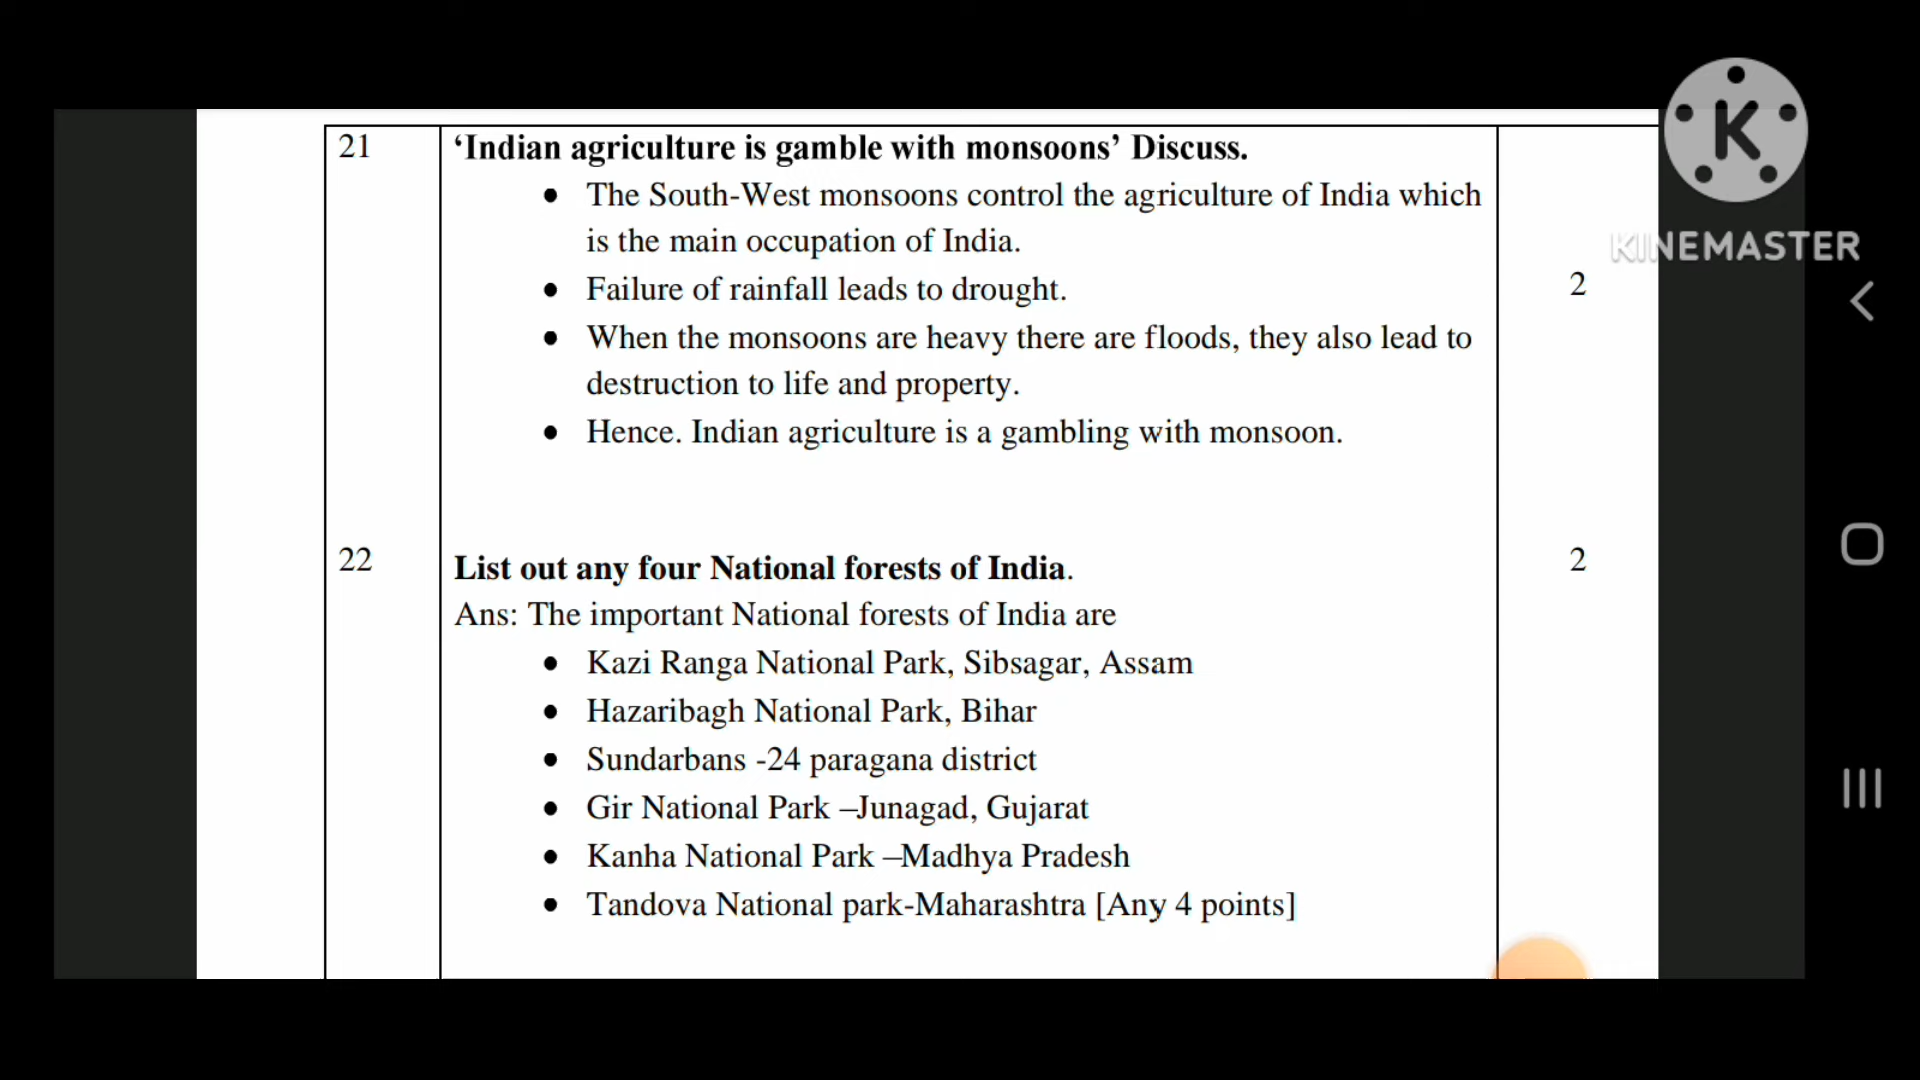 21
‘Indian agriculture is gamble with monsoons’ Discuss.
• The South-West monsoons control the agriculture of India which
is the main occupation of India.
• Failure of rainfall leads to drought.
2
• When the monsoons are heavy there are floods, they also lead to
destruction to life and property.
• Hence. Indian agriculture is a gambling with monsoon.
22
List out any four National forests of India.
2
Ans: The important National forests of India are
• Kazi Ranga National Park, Sibsagar, Assam
• Hazaribagh National Park, Bihar
• Sundarbans -24 paragana district
• Gir National Park –Junagad, Gujarat
• Kanha National Park –Madhya Pradesh
• Tandova National park-Maharashtra [Any 4 points]
K
KINEMASTER